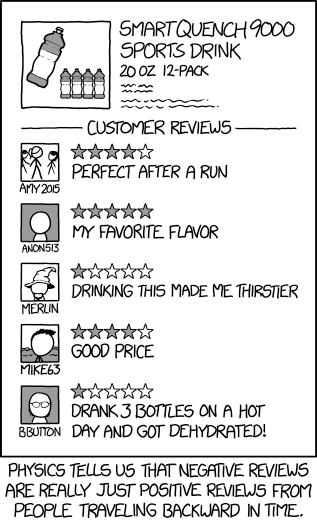 SMARTQUENCH 9000
SPORTS DRINK
20 OZ 12-PACK
CUSTOMER REVIEWS
AMY2015
PERFECT AFTER A RUN
ANON513
MY FAVORITE FLAVOR
MERLIN
DRINKING THIS MADE ME THIRSTIER
MIKE63
GOOD PRICE
BBUTTON
DRANK 3 BOTTLES ON A HOT
DAY AND GOT DEHYDRATED!
PHYSICS TELLS US THAT NEGATIVE REVIEWS
ARE REALLY JUST POSITIVE REVIEWS FROM
PEOPLE TRAVELING BACKWARD IN TIME.